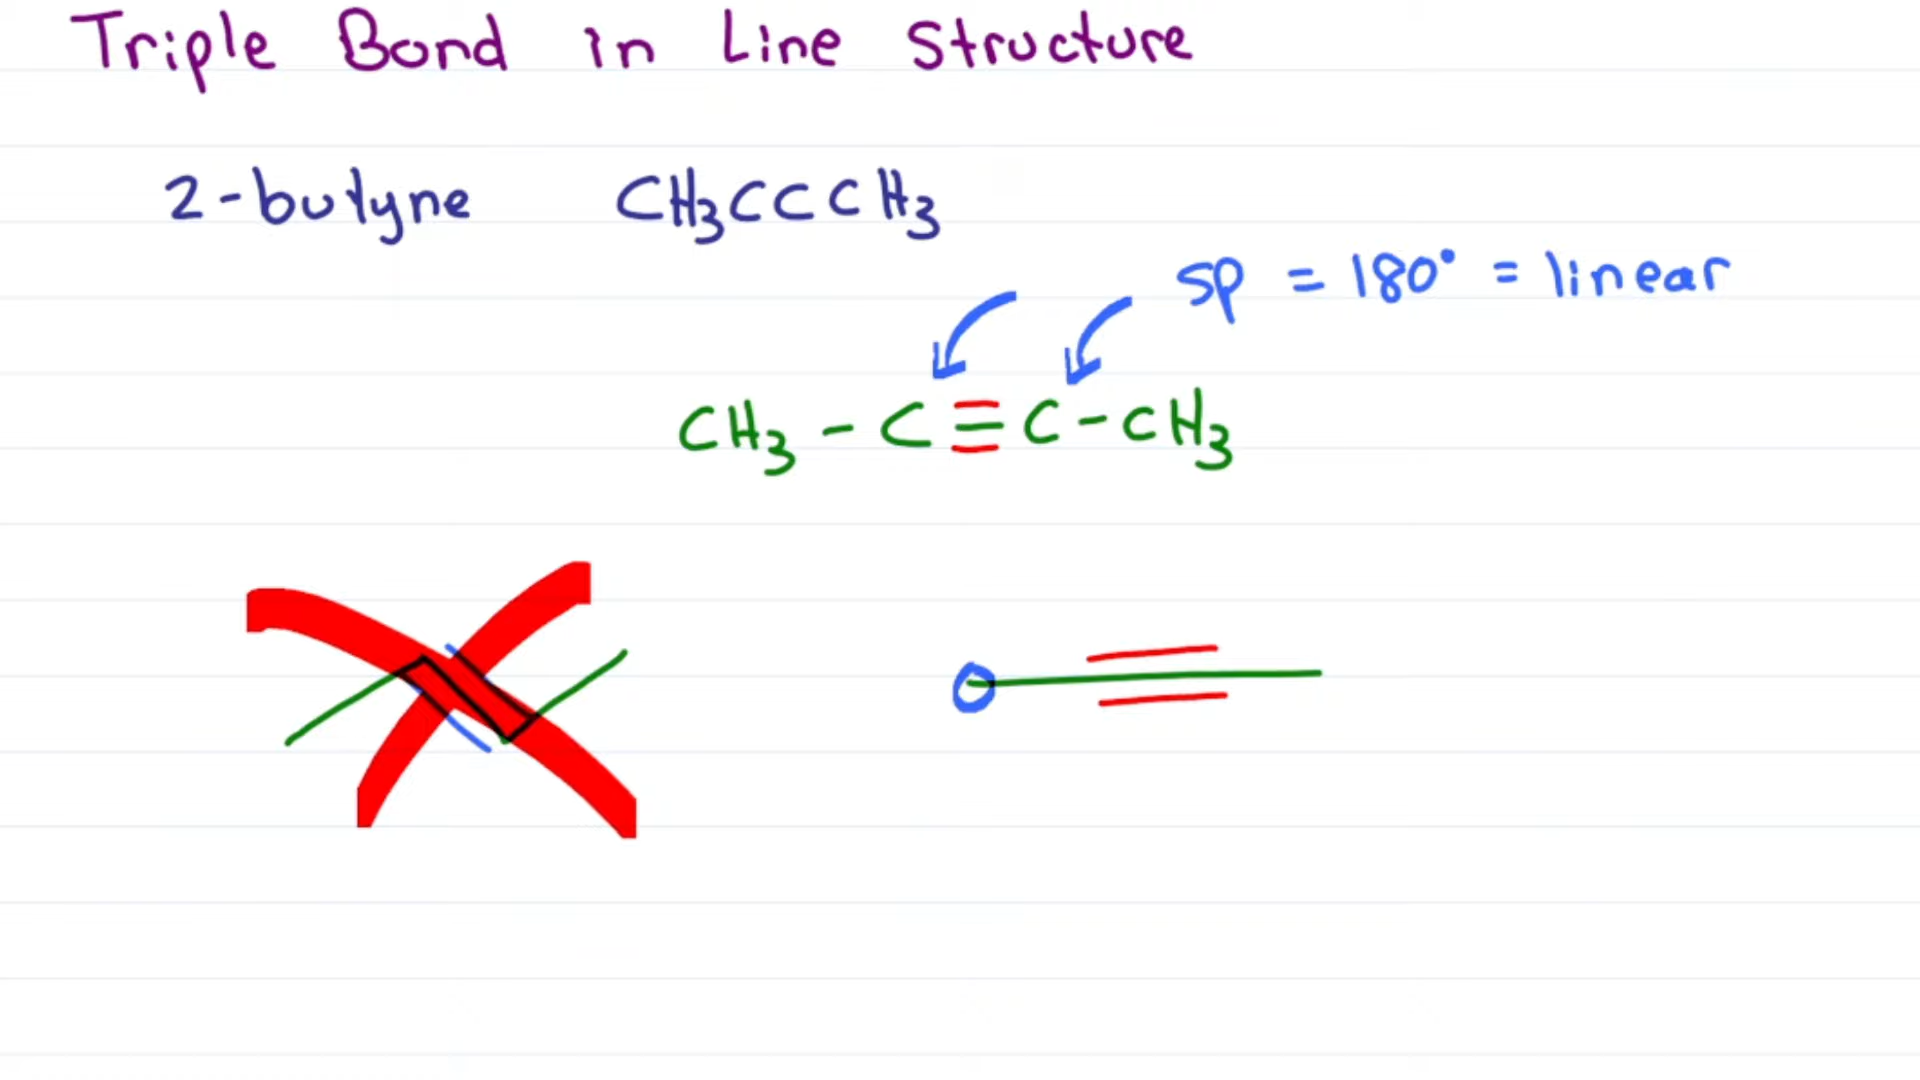 Triple Bond in Line Structure
2-butyne CH3CCCH3
sp = 180° = linear
CH3 - C ≡ C - CH3